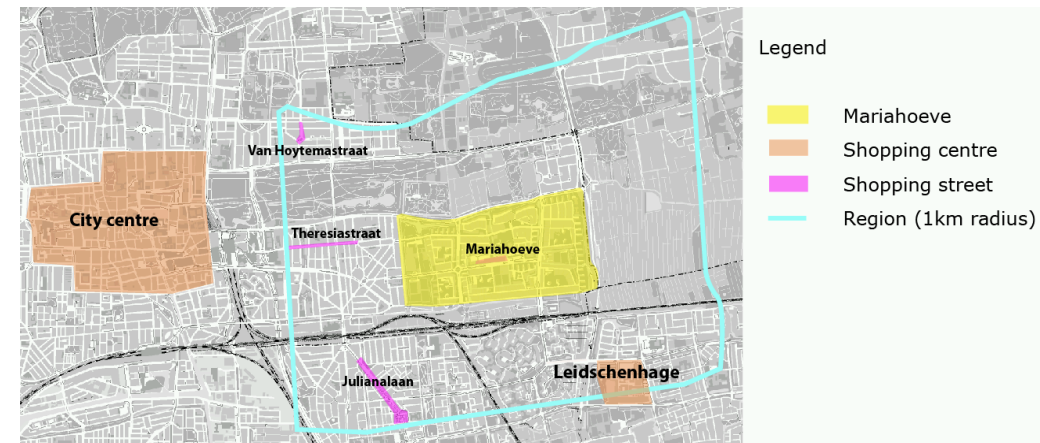 Legend
Mariahoeve
Shopping centre
Shopping street
Region (1km radius)
Van Hoytemastraat
City centre
Theresiastraat
Mariahoeve
Leidschenhage
Julianalaan